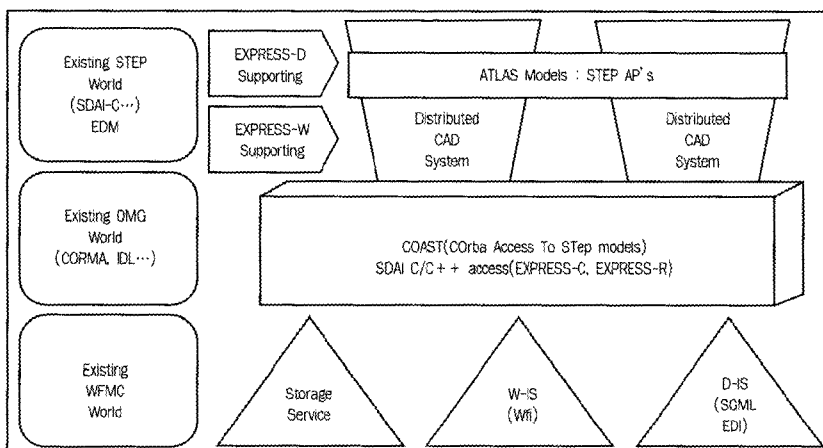 Existing STEP
World
(SDAI-C…)
EDM
EXPRESS-D
Supporting
EXPRESS-W
Supporting
ATLAS Models : STEP AP's
Distributed
CAD
System
Distributed
CAD
System
Existing OMG
World
(CORMA, IDL…)
COAST(COrba Access To STep models)
SDAI C/C++ access(EXPRESS-C, EXPRESS-R)
Existing
WFMC
World
Storage
Service
W-IS
(Wfi)
D-IS
(SGML
EDI)